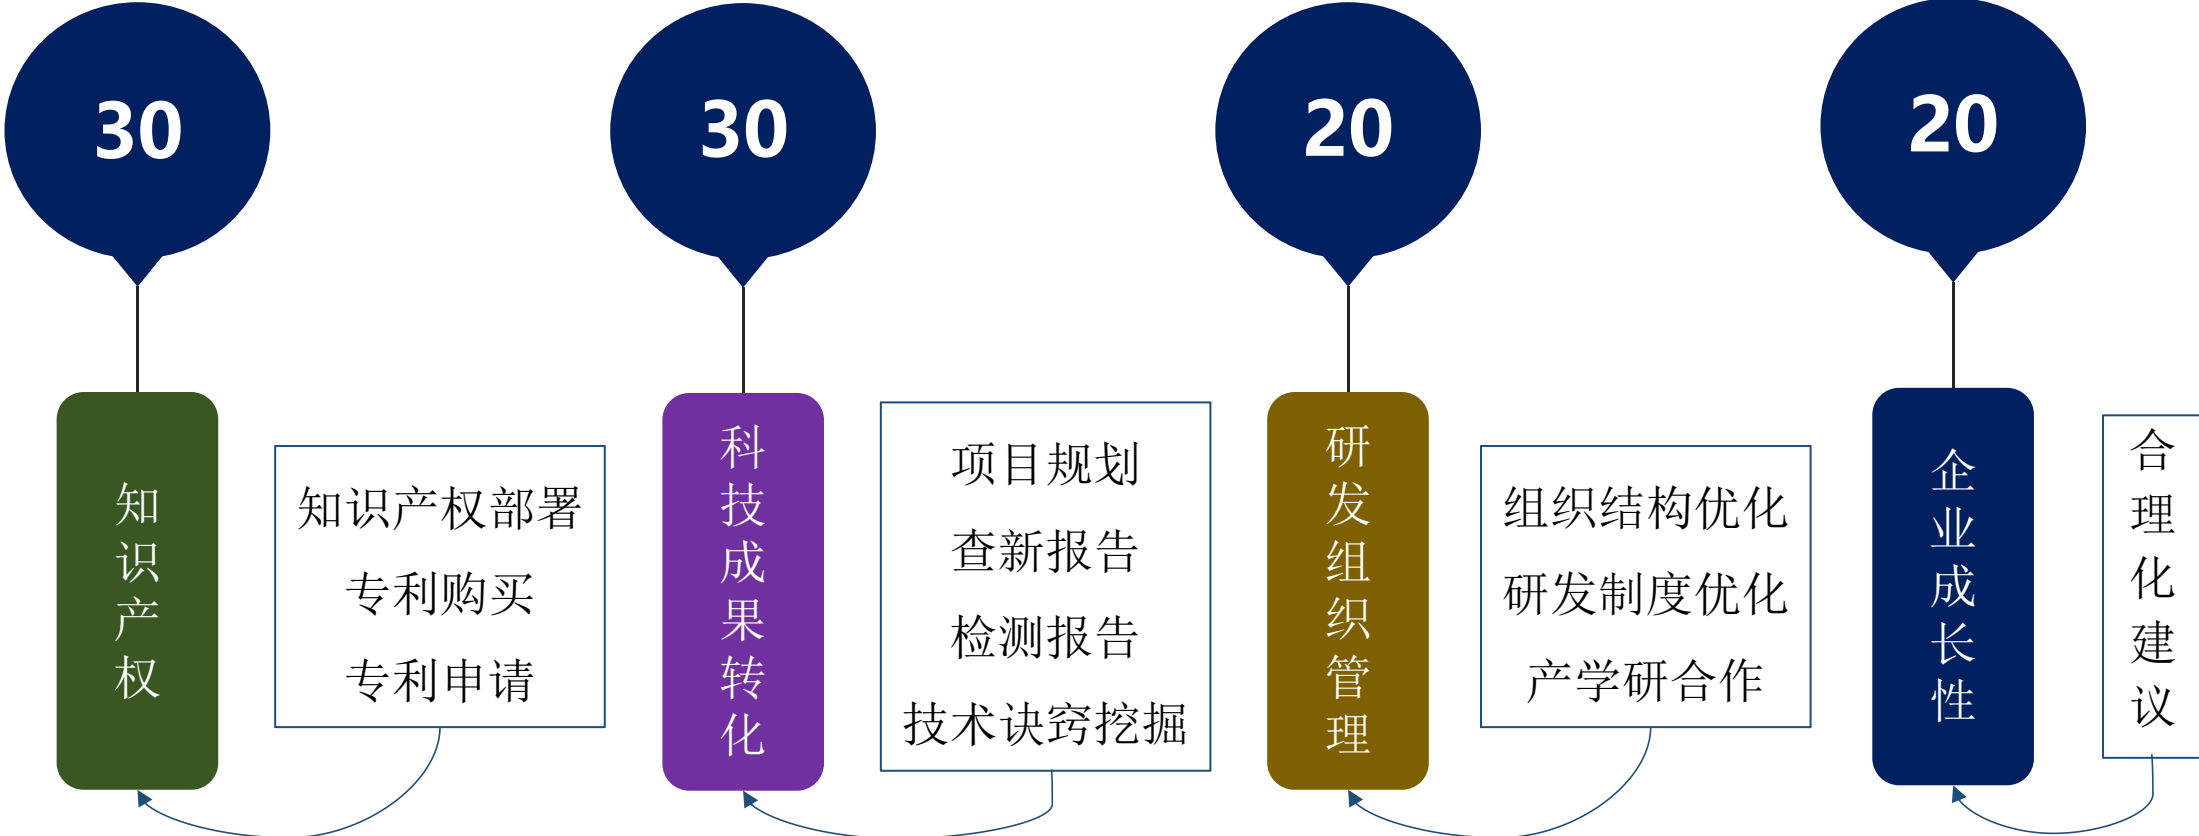 30
30
20
20
知识产权
知识产权部署
专利购买
专利申请
科技成果转化
项目规划
查新报告
检测报告
技术诀窍挖掘
研发组织管理
组织结构优化
研发制度优化
产学研合作
企业成长性
合理化建议